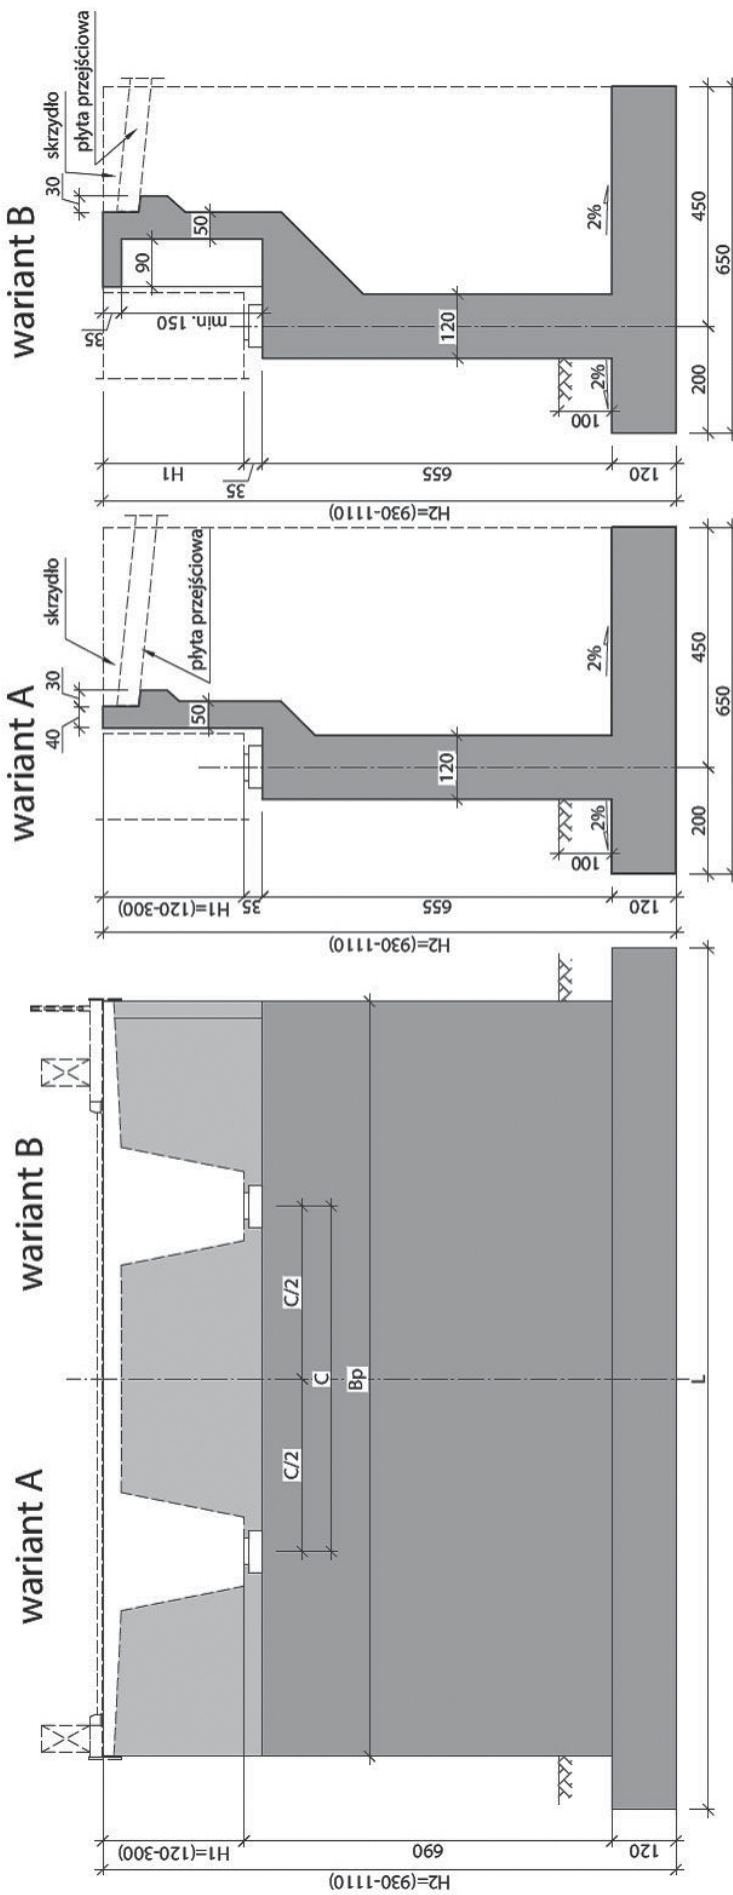 wariant A
wariant B
H2=(930-1110)
H1=(120-300)
690
120
C/2
C/2
C
Bp
L
wariant A
40
30
skrzydło
płyta przejściowa
50
H2=(930-1110)
H1=(120-300)
35
655
120
120
100
2%
2%
200
450
650
wariant B
30
skrzydło
płyta przejściowa
50
90
35
min. 150
H2=(930-1110)
H1
35
655
120
120
100
2%
2%
200
450
650